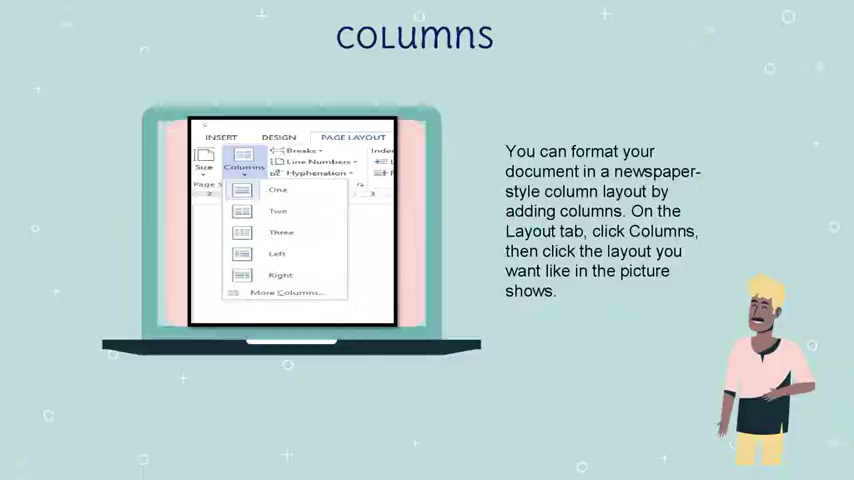 COLUMNS
INSERT DESIGN PAGE LAYOUT
Size Columns Breaks Inden
Line Numbers
Hyphenation
Page S
One
Two
Three
Left
Right
More Columns...
You can format your
document in a newspaper-
style column layout by
adding columns. On the
Layout tab, click Columns,
then click the layout you
want like in the picture
shows.